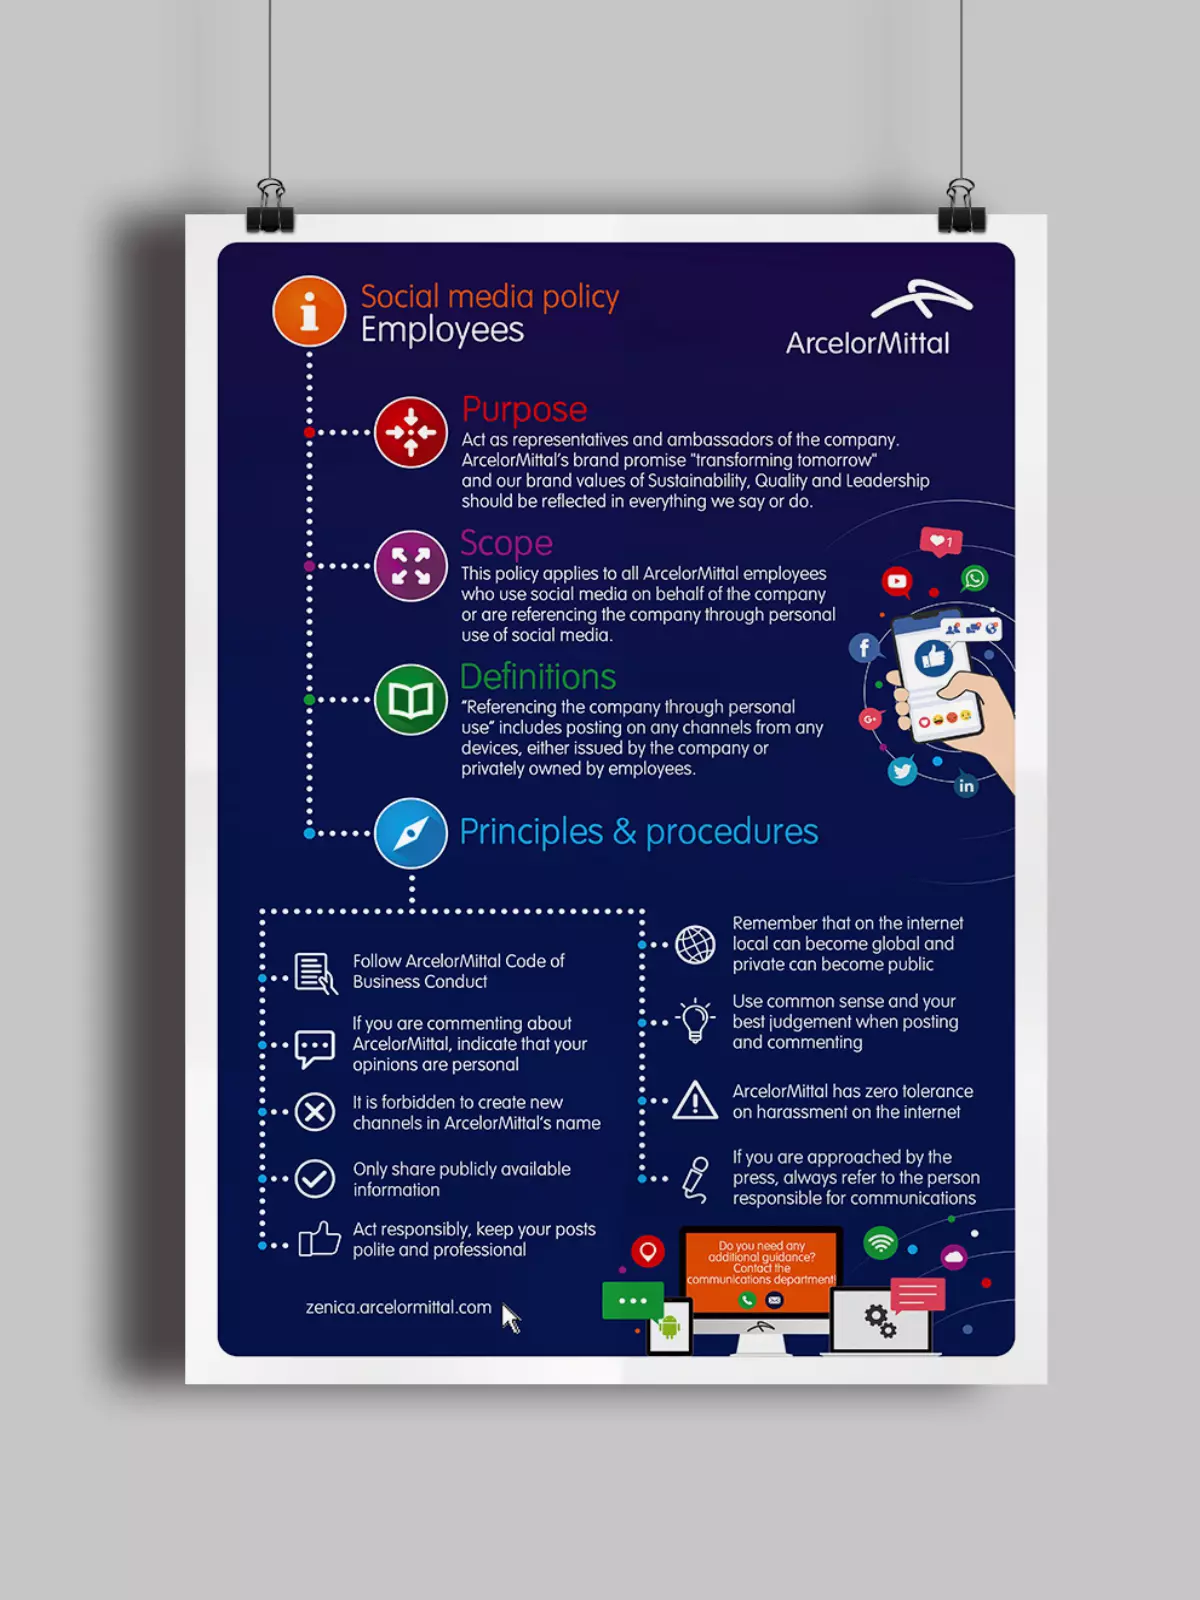 Social media policy
Employees
ArcelorMittal
Purpose
Act as representatives and ambassadors of the company.
ArcelorMittal's brand promise "transforming tomorrow"
and our brand values of Sustainability, Quality and Leadership
should be reflected in everything we say or do.
Scope
This policy applies to all ArcelorMittal employees
who use social media on behalf of the company
or are referencing the company through personal
use of social media.
1
f
G+
in
Definitions
"Referencing the company through personal
use" includes posting on any channels from any
devices, either issued by the company or
privately owned by employees.
Principles & procedures
Follow ArcelorMittal Code of
Business Conduct
If you are commenting about
ArcelorMittal, indicate that your
opinions are personal
It is forbidden to create new
channels in ArcelorMittal's name
Only share publicly available
information
Act responsibly, keep your posts
polite and professional
Remember that on the internet
local can become global and
private can become public
Use common sense and your
best judgement when posting
and commenting
ArcelorMittal has zero tolerance
on harassment on the internet
If you are approached by the
press, always refer to the person
responsible for communications
zenica.arcelormittal.com
Do you need any
additional guidance?
Contact the
communications department!